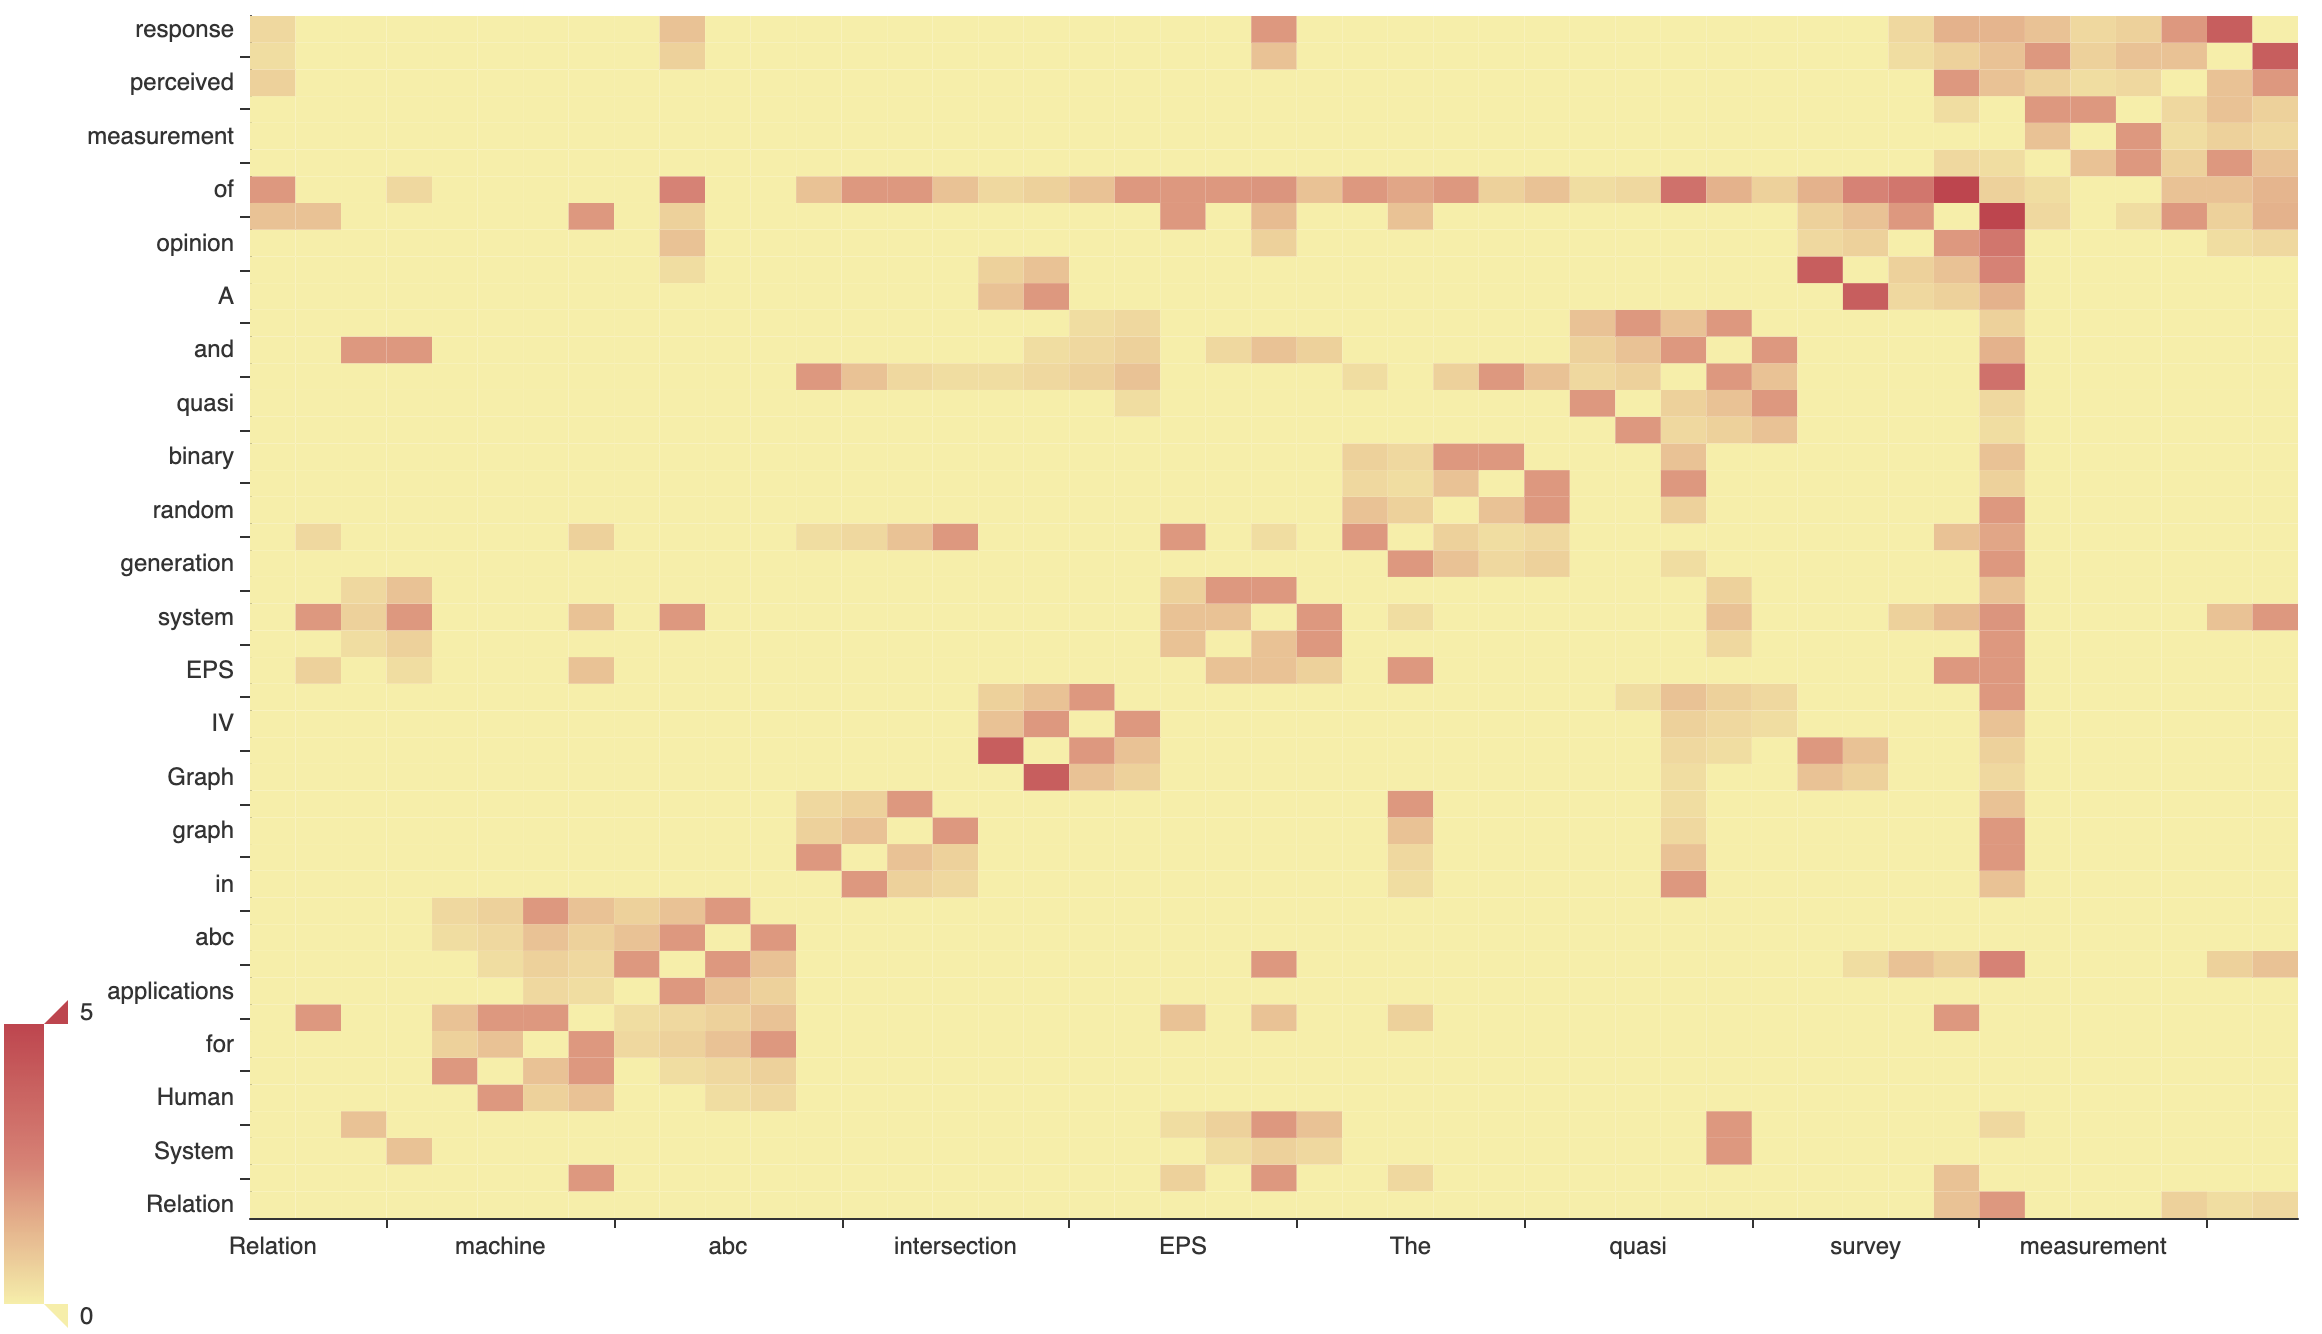 response
perceived
measurement
of
opinion
A
and
quasi
binary
random
generation
system
EPS
IV
Graph
graph
in
abc
applications
for
Human
System
Relation
5
0
Relation machine abc intersection EPS The quasi survey measurement